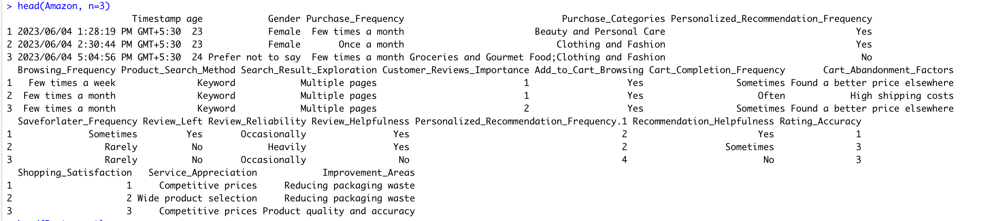 > head(Amazon, n=3)
Timestamp age Gender Purchase_Frequency Purchase_Categories Personalized_Recommendation_Frequency
1 2023/06/04 1:28:19 PM GMT+5:30 23 Female Few times a month Beauty and Personal Care Yes
2 2023/06/04 2:30:44 PM GMT+5:30 23 Female Once a month Clothing and Fashion Yes
3 2023/06/04 5:04:56 PM GMT+5:30 24 Prefer not to say Few times a month Groceries and Gourmet Food;Clothing and Fashion No
Browsing_Frequency Product_Search_Method Search_Result_Exploration Customer_Reviews_Importance Add_to_Cart_Browsing Cart_Completion_Frequency Cart_Abandonment_Factors
1 Few times a week Keyword Multiple pages 1 Yes Sometimes Found a better price elsewhere
2 Few times a month Keyword Multiple pages 1 Yes Often High shipping costs
3 Few times a month Keyword Multiple pages 2 Yes Sometimes Found a better price elsewhere
Saveforlater_Frequency Review_Left Review_Reliability Review_Helpfulness Personalized_Recommendation_Frequency.1 Recommendation_Helpfulness Rating_Accuracy
1 Sometimes Yes Occasionally Yes 2 Yes 1
2 Rarely No Heavily Yes 2 Sometimes 3
3 Rarely No Occasionally No 4 No 3
Shopping_Satisfaction Service_Appreciation Improvement_Areas
1 1 Competitive prices Reducing packaging waste
2 2 Wide product selection Reducing packaging waste
3 3 Competitive prices Product quality and accuracy